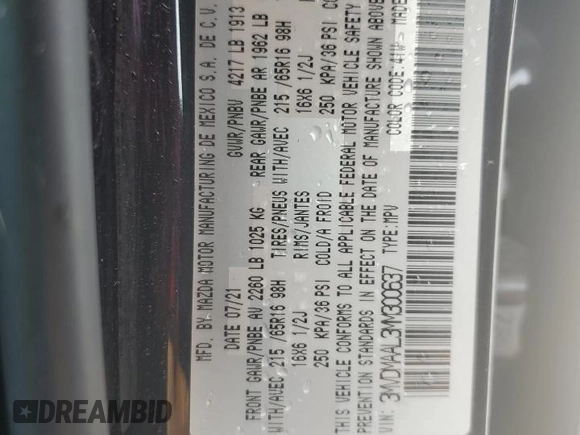 MFD. BY MAZDA MOTOR MANUFACTURING DE MEXICO S.A. DE C.V.
DATE 07/21 GVWR/PNBV 4217 LB 1913
FRONT GAWR/PNBE AV 2260 LB 1025 KG REAR GAWR/PNBE AR 1962 LB
WITH/AVEC 215 /65R16 98H TIRES/PNEUS WITH/AVEC 215 /65R16 98H
16X6 1/2J RIMS/JANTES 16X6 1/2J
250 KPA/36 PSI COLD/A FROID 250 KPA/36 PSI CO
THIS VEHICLE CONFORMS TO ALL APPLICABLE FEDERAL MOTOR VEHICLE SAFETY
PREVENTION STANDARDS IN EFFECT ON THE DATE OF MANUFACTURE SHOWN ABOVE
COLOR CODE:41W MADE
TYPE:MPV
DREAMBID